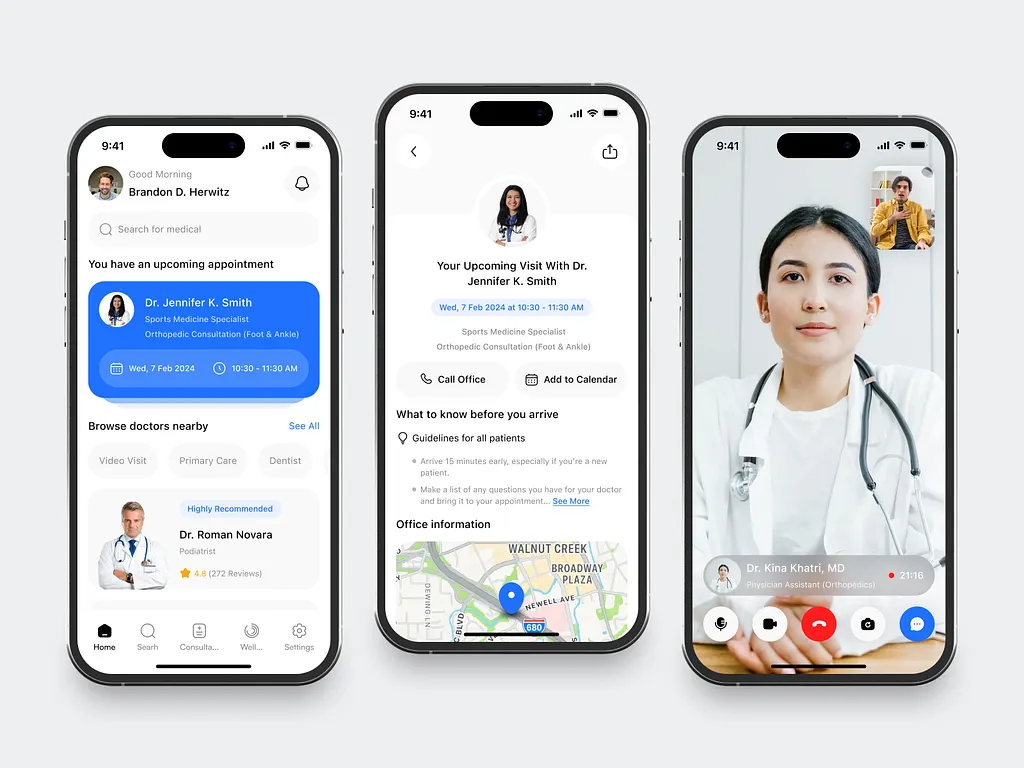 9:41
Good Morning
Brandon D. Herwitz
Search for medical
You have an upcoming appointment
Dr. Jennifer K. Smith
Sports Medicine Specialist
Orthopedic Consultation (Foot & Ankle)
Wed, 7 Feb 2024
10:30 - 11:30 AM
Browse doctors nearby
See All
Video Visit
Primary Care
Dentist
Highly Recommended
Dr. Roman Novara
Podiatrist
4.8 (272 Reviews)
Home
Searh
Consulta...
Well...
Settings
9:41
Your Upcoming Visit With Dr.
Jennifer K. Smith
Wed, 7 Feb 2024 at 10:30 - 11:30 AM
Sports Medicine Specialist
Orthopedic Consultation (Foot & Ankle)
Call Office
Add to Calendar
What to know before you arrive
Guidelines for all patients
Arrive 15 minutes early, especially if you're a new
patient.
Make a list of any questions you have for your doctor
and bring it to your appointment... See More
Office information
WALNUT CREEK
BROADWAY
PLAZA
DEWING LN
NEWELL AVE
C BLVD
680
9:41
Dr. Kina Khatri, MD
Physician Assistant (Orthopedics)
21:16